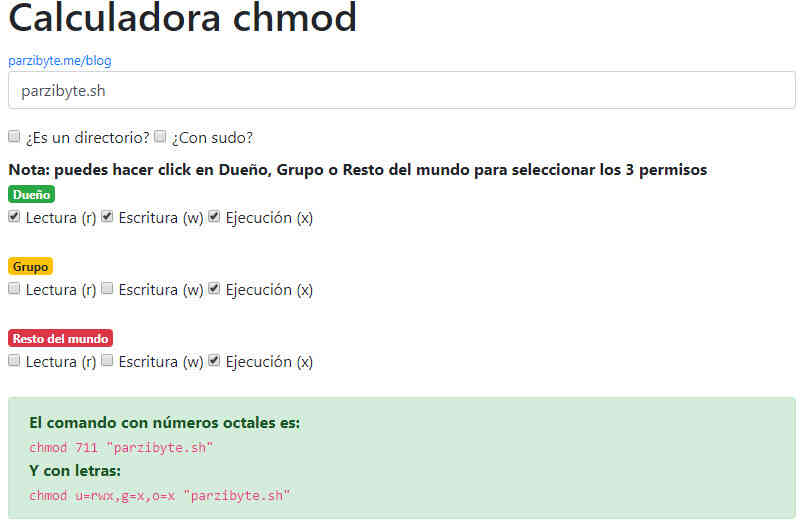 Calculadora chmod
parzibyte.me/blog
parzibyte.sh
¿Es un directorio? ¿Con sudo?
Nota: puedes hacer click en Dueño, Grupo o Resto del mundo para seleccionar los 3 permisos
Dueño
Lectura (r) Escritura (w) Ejecución (x)
Grupo
Lectura (r) Escritura (w) Ejecución (x)
Resto del mundo
Lectura (r) Escritura (w) Ejecución (x)
El comando con números octales es:
chmod 711 "parzibyte.sh"
Y con letras:
chmod u=rwx,g=x,o=x "parzibyte.sh"